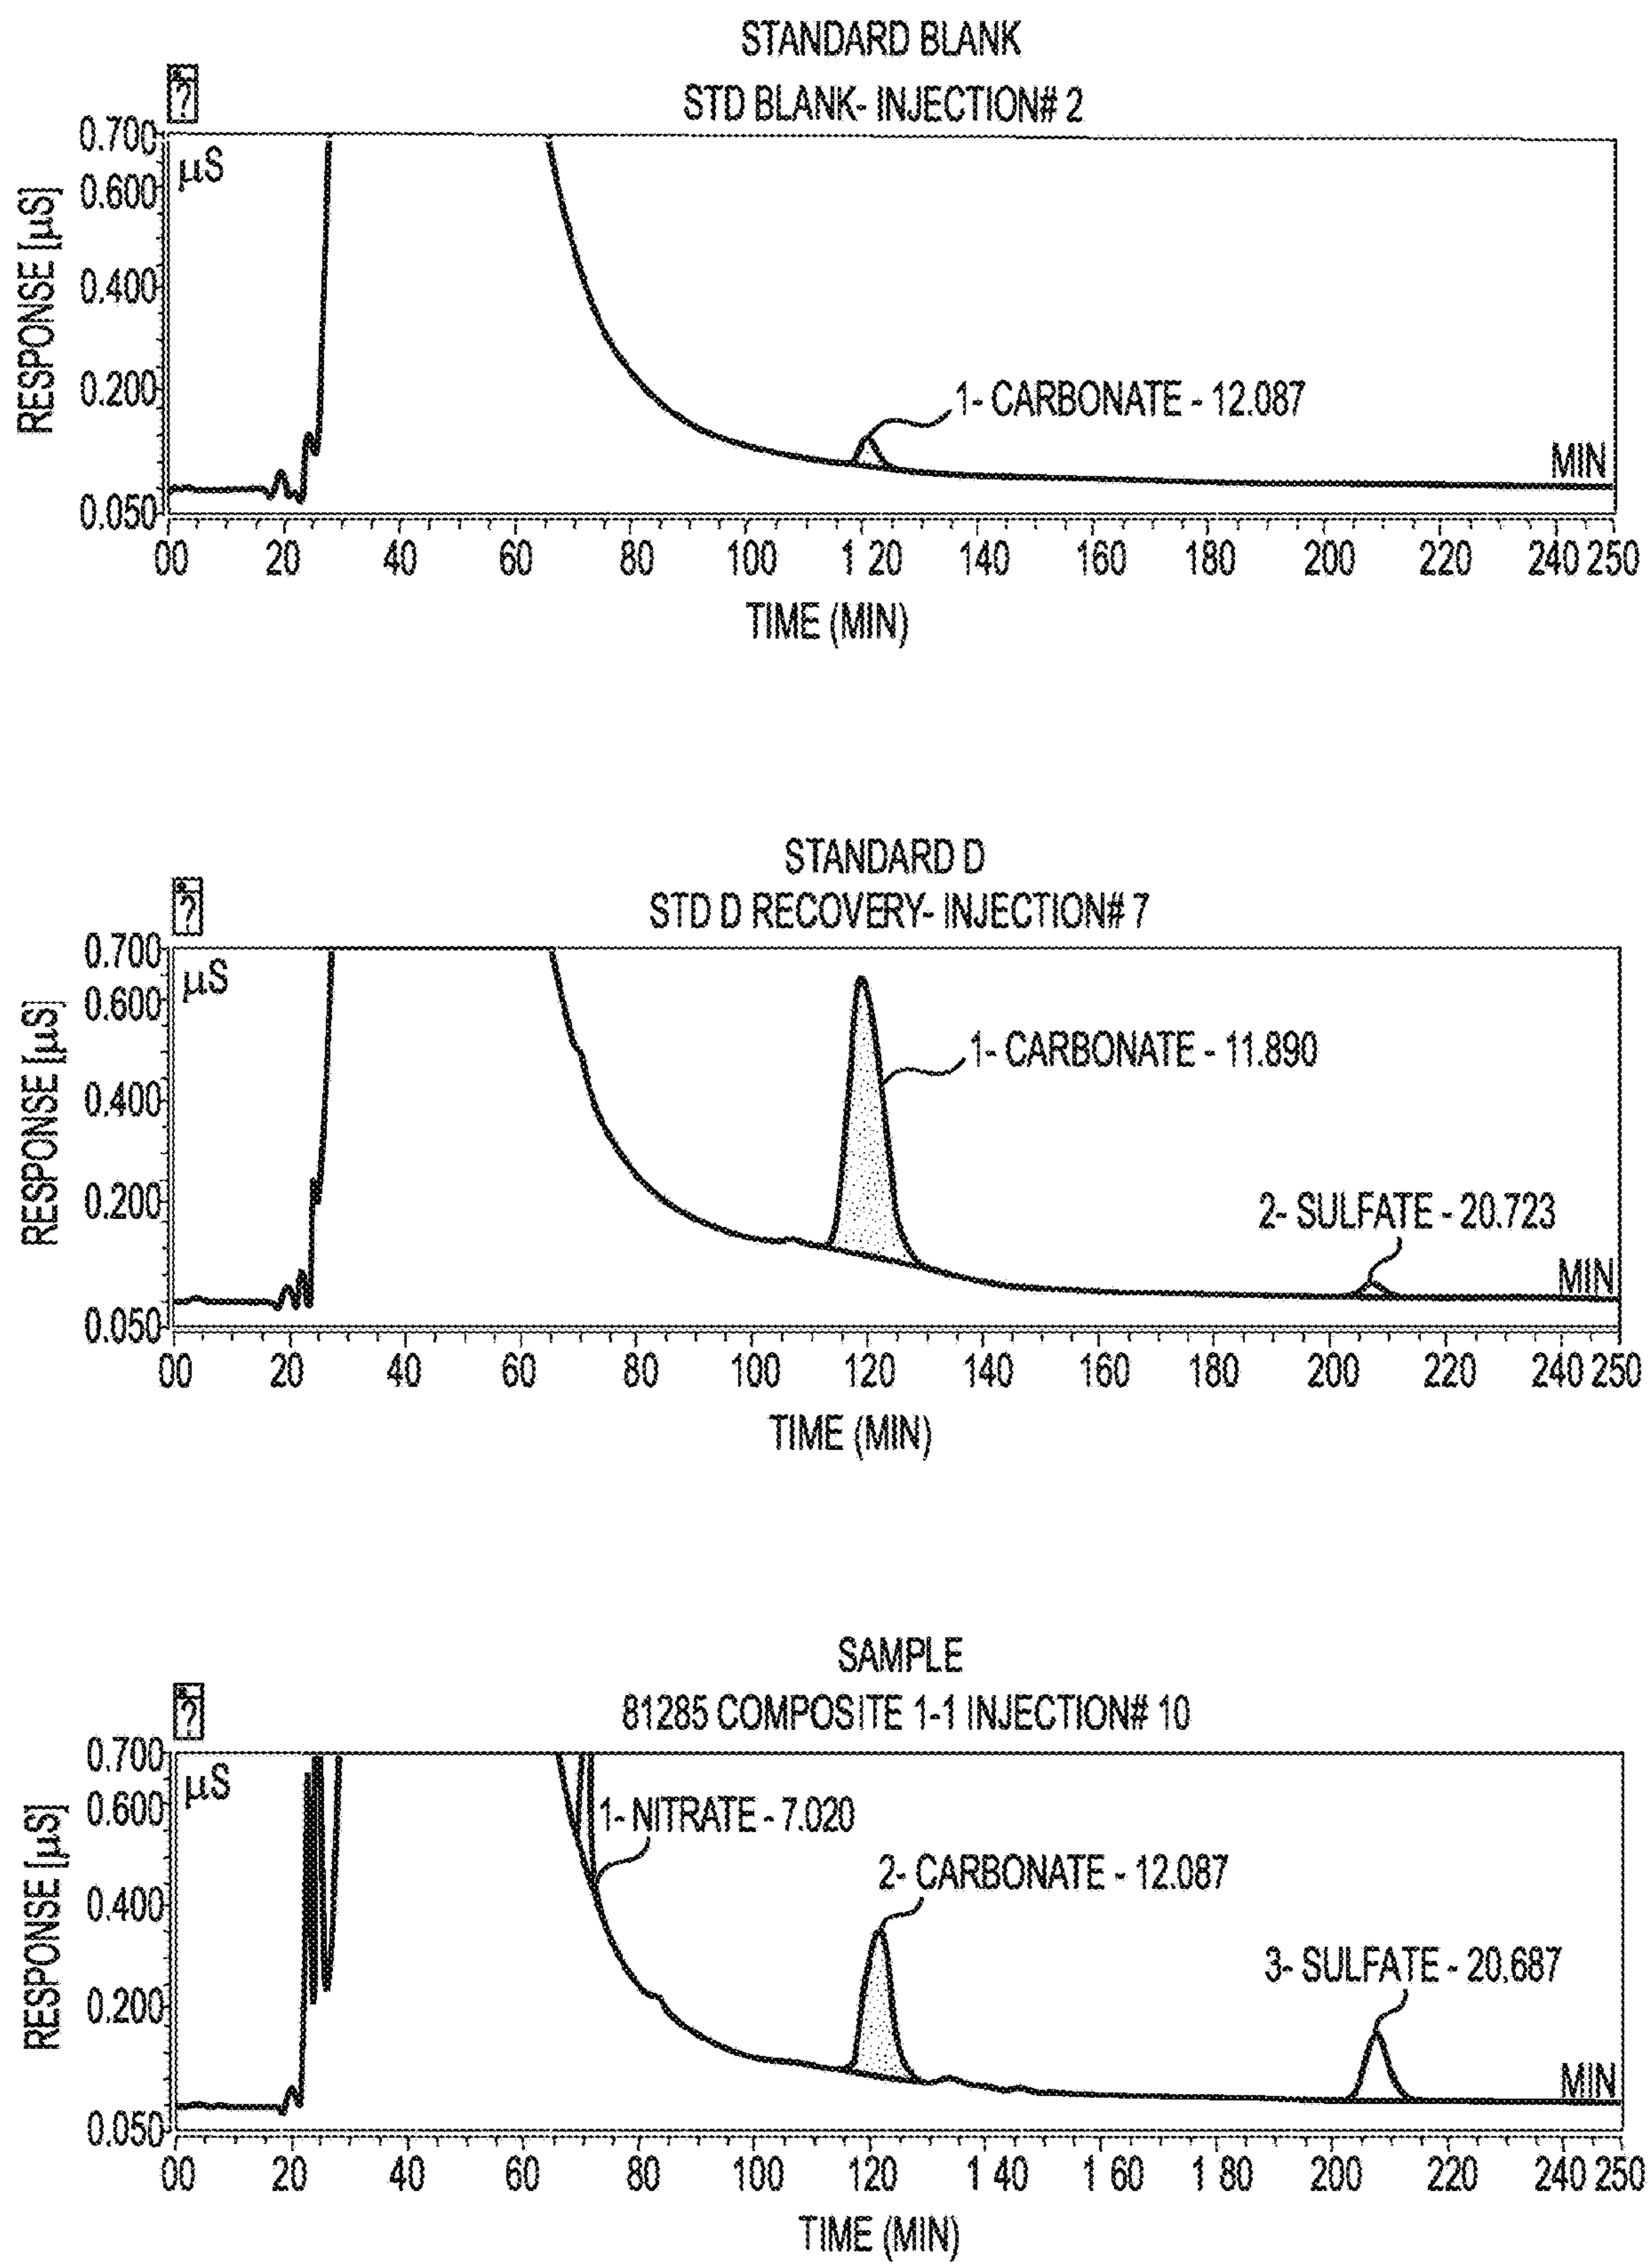 STANDARD BLANK
STD BLANK- INJECTION# 2
?
μS
RESPONSE [μS]
0.700
0.600
0.400
0.200
0.050
1- CARBONATE - 12.087
MIN
00 20 40 60 80 100 1 20 140 160 180 200 220 240 250
TIME (MIN)
STANDARD D
STD D RECOVERY- INJECTION# 7
?
μS
RESPONSE [μS]
0.700
0.600
0.400
0.200
0.050
1- CARBONATE - 11.890
2- SULFATE - 20.723
MIN
00 20 40 60 80 100 120 140 160 180 200 220 240 250
TIME (MIN)
SAMPLE
81285 COMPOSITE 1-1 INJECTION# 10
?
μS
RESPONSE [μS]
0.700
0.600
0.400
0.200
0.050
1- NITRATE - 7.020
2- CARBONATE - 12.087
3- SULFATE - 20.687
MIN
00 20 40 60 80 100 120 1 40 1 60 1 80 200 220 240 250
TIME (MIN)